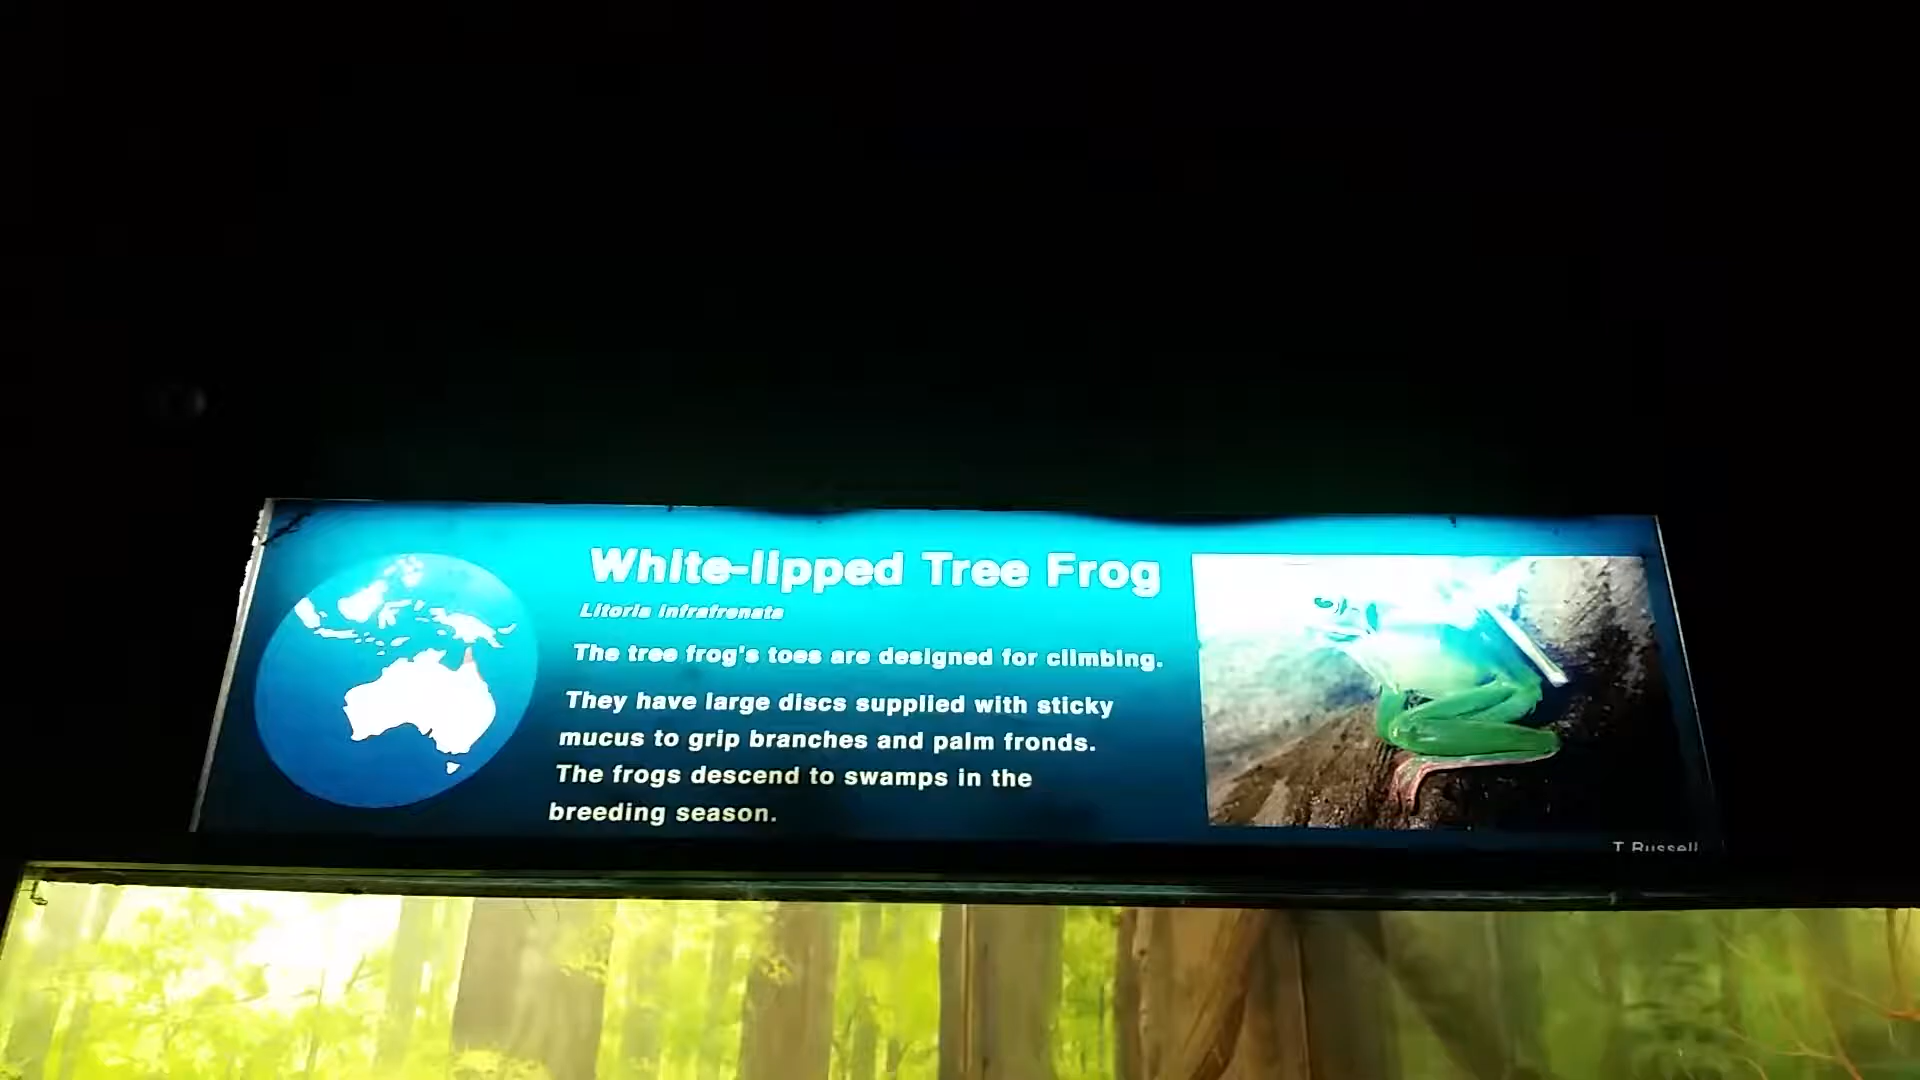 White-lipped Tree Frog
Litoria infrafrenata
The tree frog's toes are designed for climbing.
They have large discs supplied with sticky
mucus to grip branches and palm fronds.
The frogs descend to swamps in the
breeding season.
T Russell